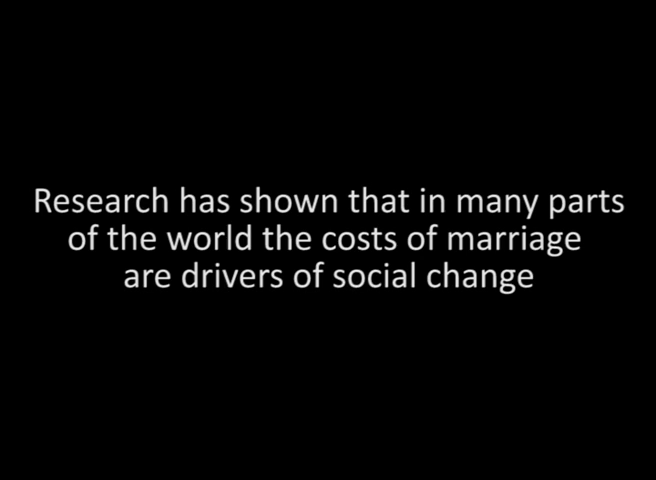 Research has shown that in many parts
of the world the costs of marriage
are drivers of social change